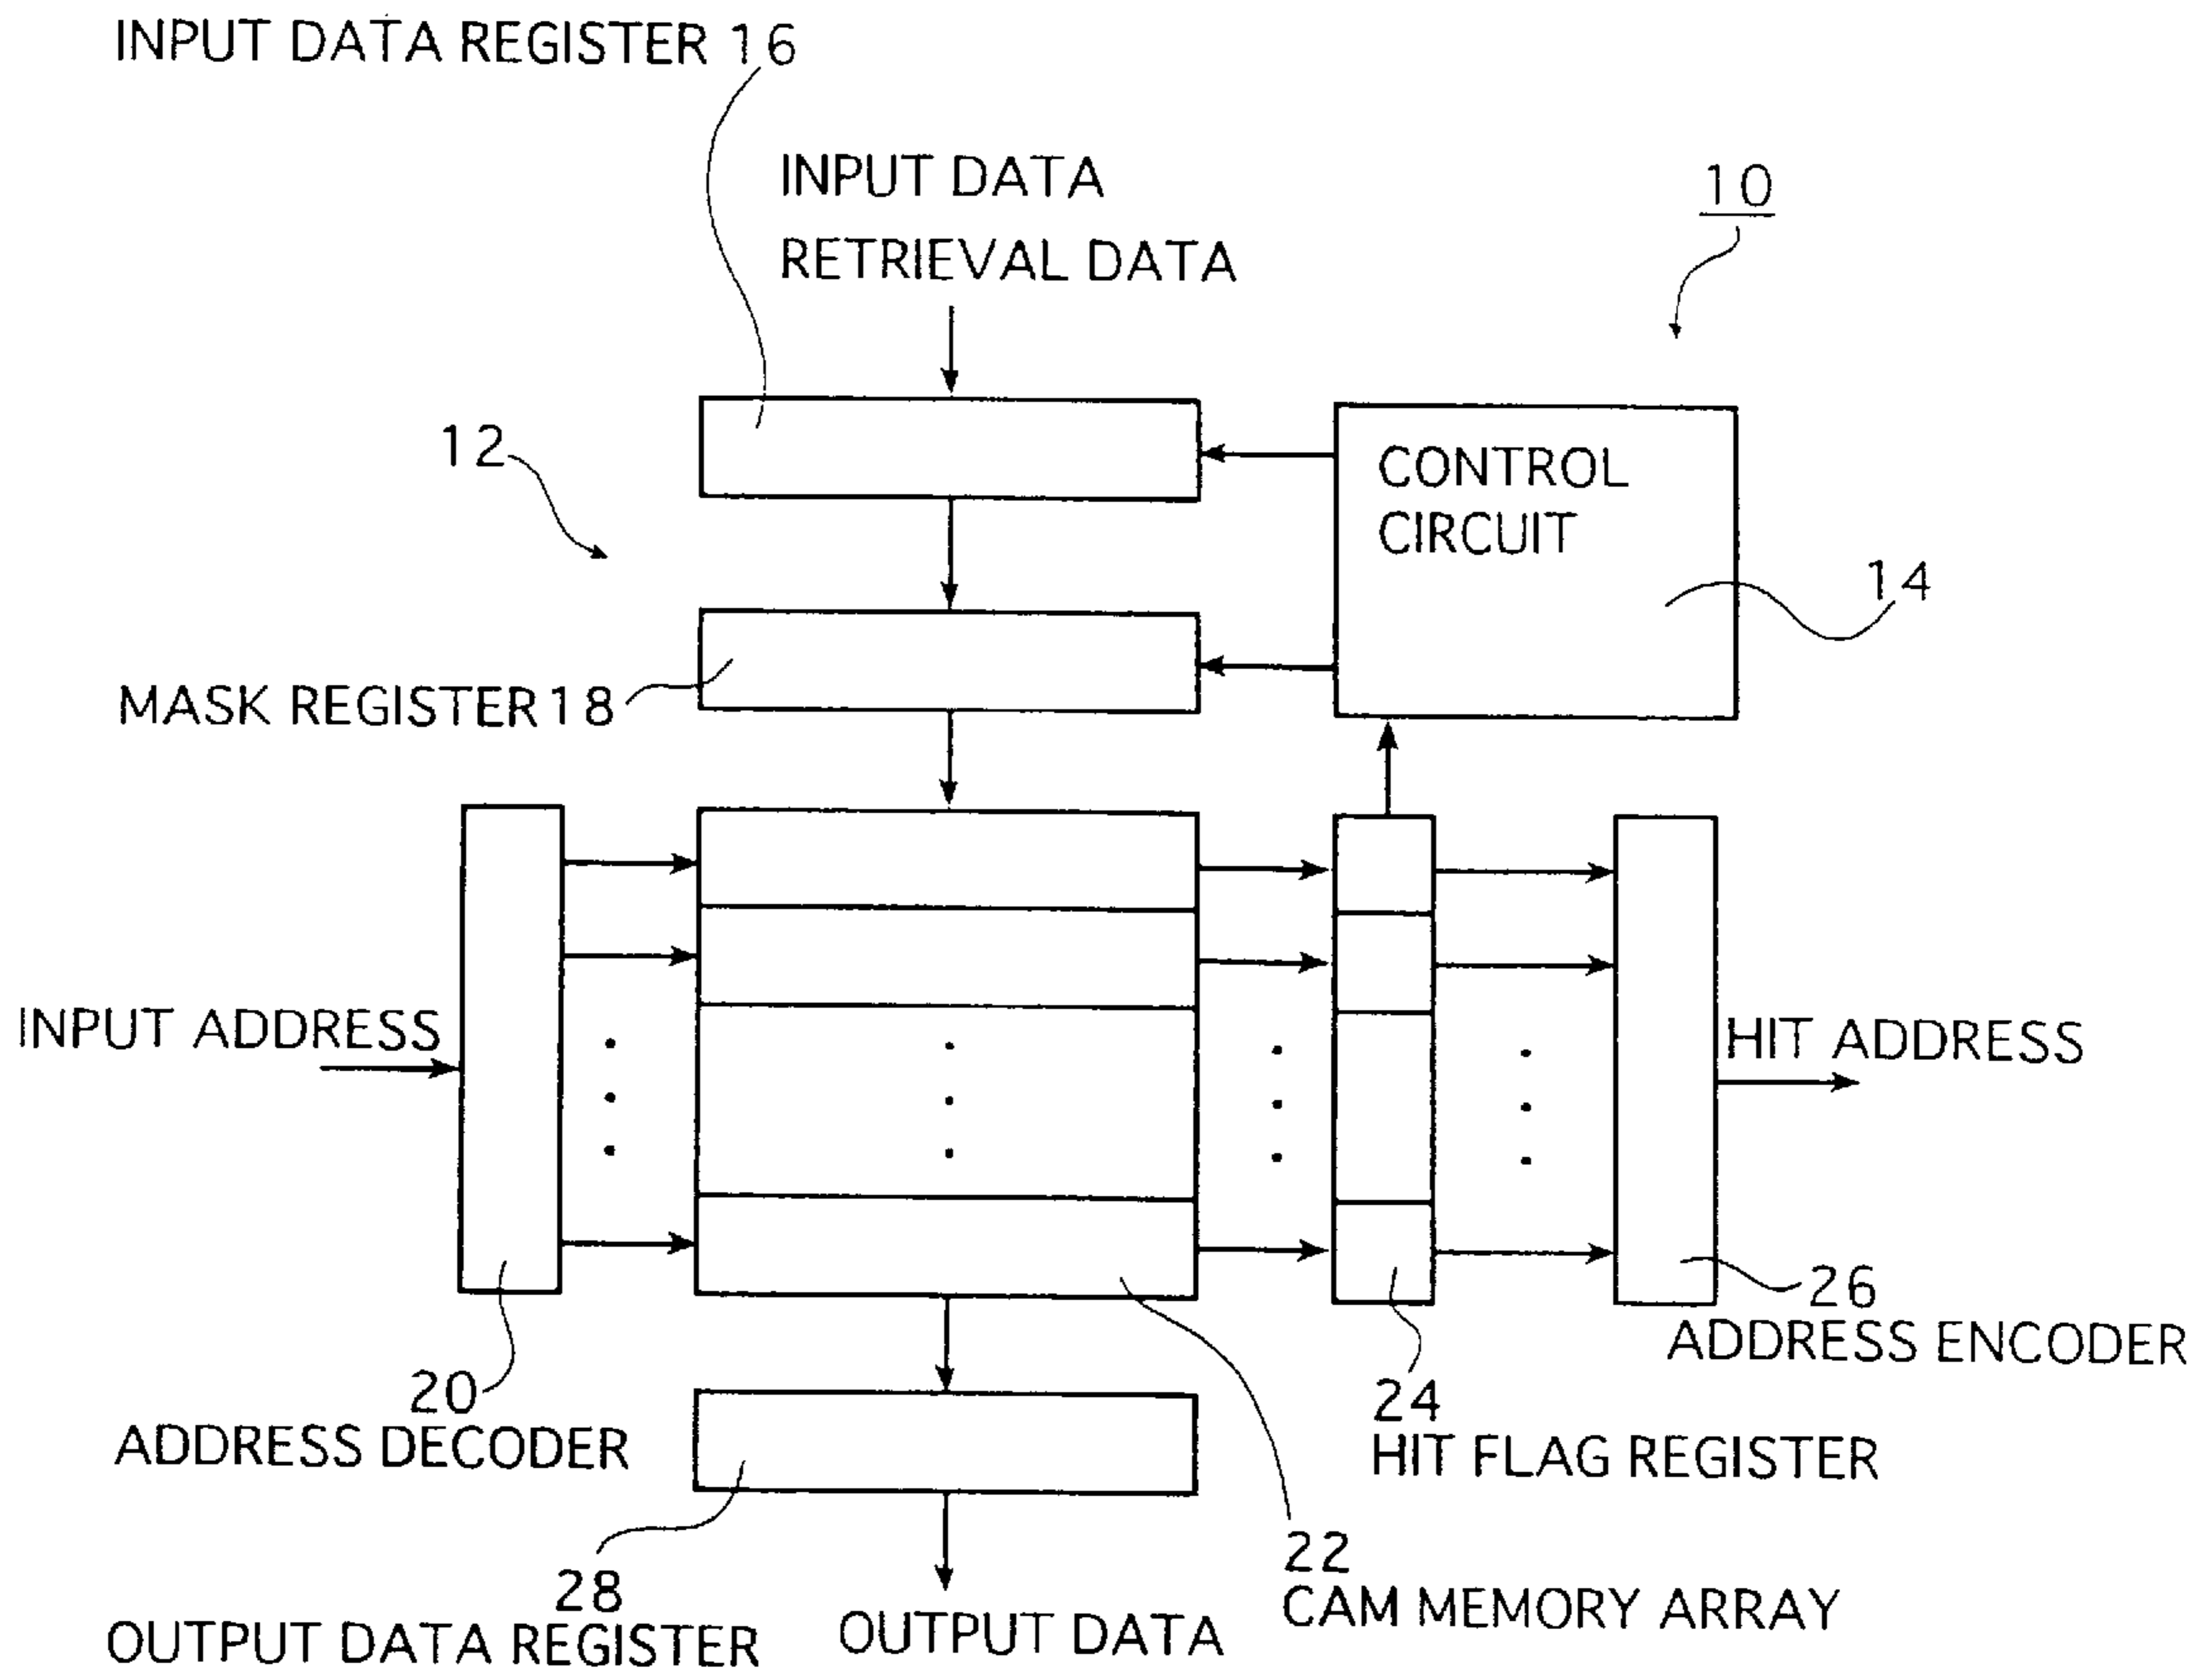 INPUT DATA REGISTER 16
INPUT DATA
RETRIEVAL DATA
10
12
CONTROL
CIRCUIT
14
MASK REGISTER 18
INPUT ADDRESS
HIT ADDRESS
26
ADDRESS ENCODER
20
ADDRESS DECODER
24
HIT FLAG REGISTER
22
CAM MEMORY ARRAY
28
OUTPUT DATA REGISTER
OUTPUT DATA